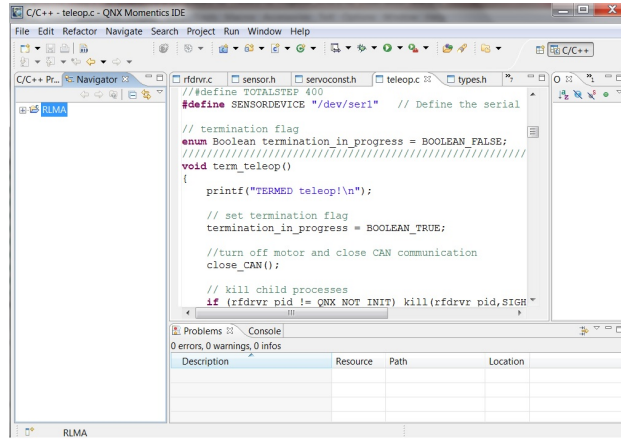 C/C++ - teleop.c - QNX Momentics IDE
File Edit Refactor Navigate Search Project Run Window Help
C/C++
C/C++ Pr... Navigator
RLMA
rfdrvr.c sensor.h servoconst.h teleop.c types.h
//#define TOTALSTEP 400
#define SENSORDEVICE "/dev/ser1" // Define the serial
// termination flag
enum Boolean termination_in_progress = BOOLEAN_FALSE;
/////////////////////////////////////////////////////
void term_teleop()
{
printf("TERMED teleop!\n");
// set termination flag
termination_in_progress = BOOLEAN_TRUE;
//turn off motor and close CAN communication
close_CAN();
// kill child processes
if (rfdrvr_pid != QNX_NOT_INIT) kill(rfdrvr_pid,SIGH
Problems Console
0 errors, 0 warnings, 0 infos
Description Resource Path Location
RLMA